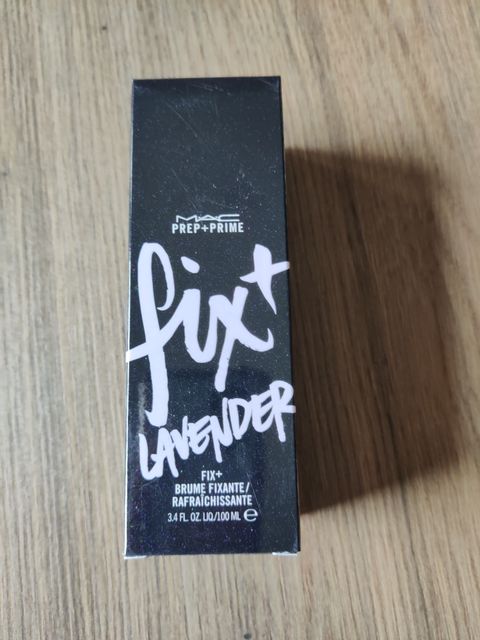 MAC
PREP+PRIME
fix+
LAVENDER
FIX+
BRUME FIXANTE/
RAFRAÎCHISSANTE
3.4 FL. OZ. LIQ/100 ML ℮